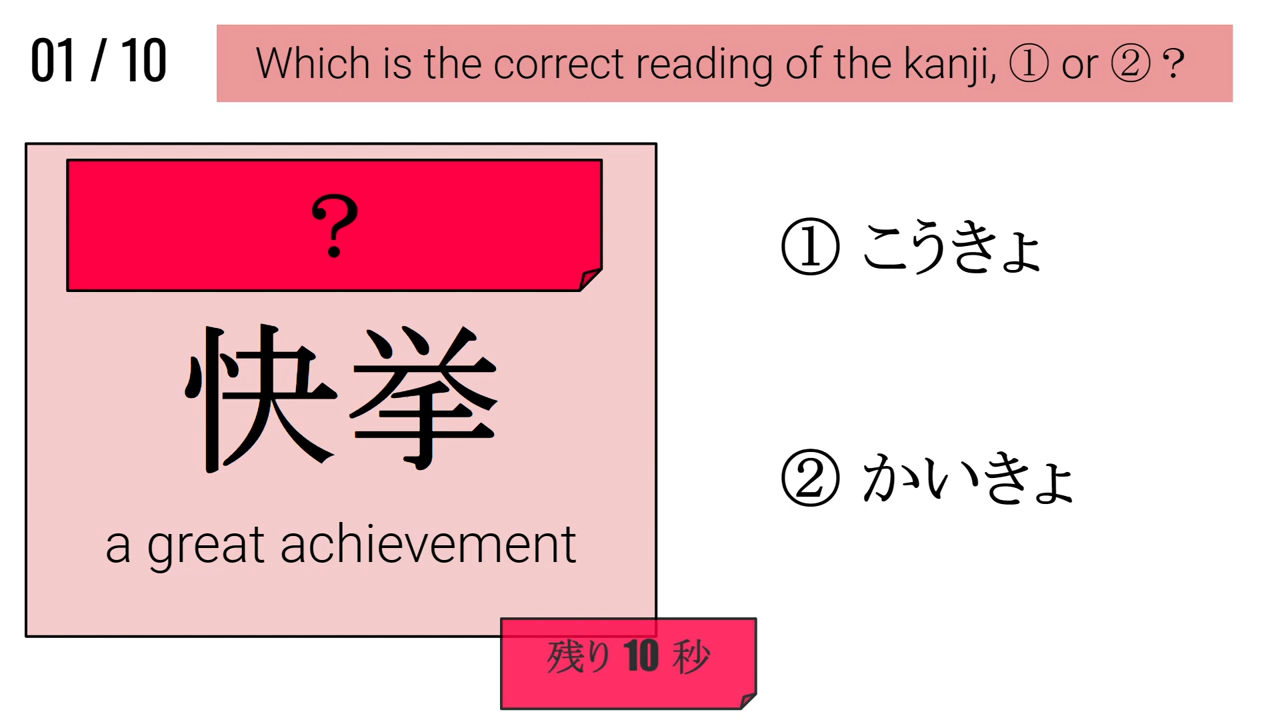 01 / 10
Which is the correct reading of the kanji, ① or ②？
？
快挙
a great achievement
① こうきょ
② かいきょ
残り 10 秒